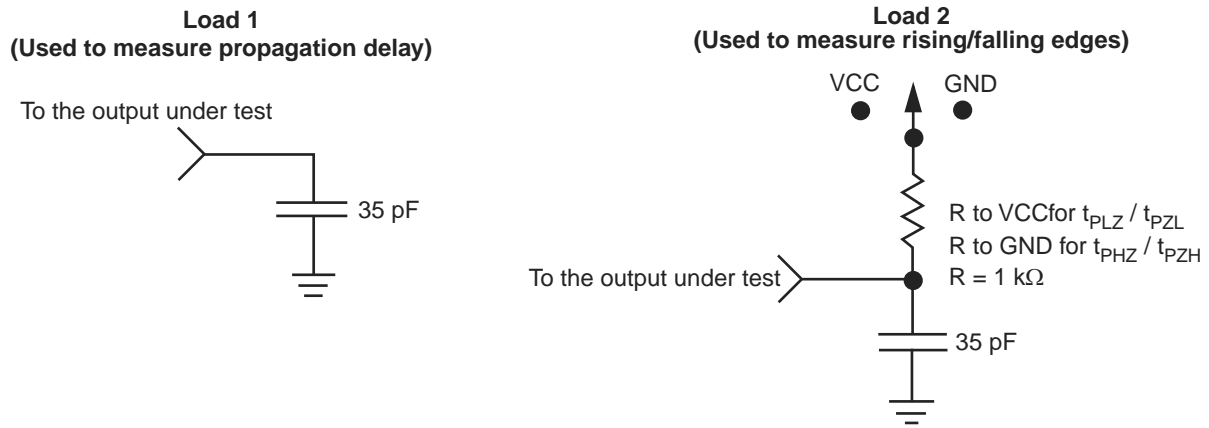 Load 1
(Used to measure propagation delay)
To the output under test
35 pF
Load 2
(Used to measure rising/falling edges)
VCC
GND
R to VCCfor tPLZ / tPZL
R to GND for tPHZ / tPZH
R = 1 kΩ
To the output under test
35 pF